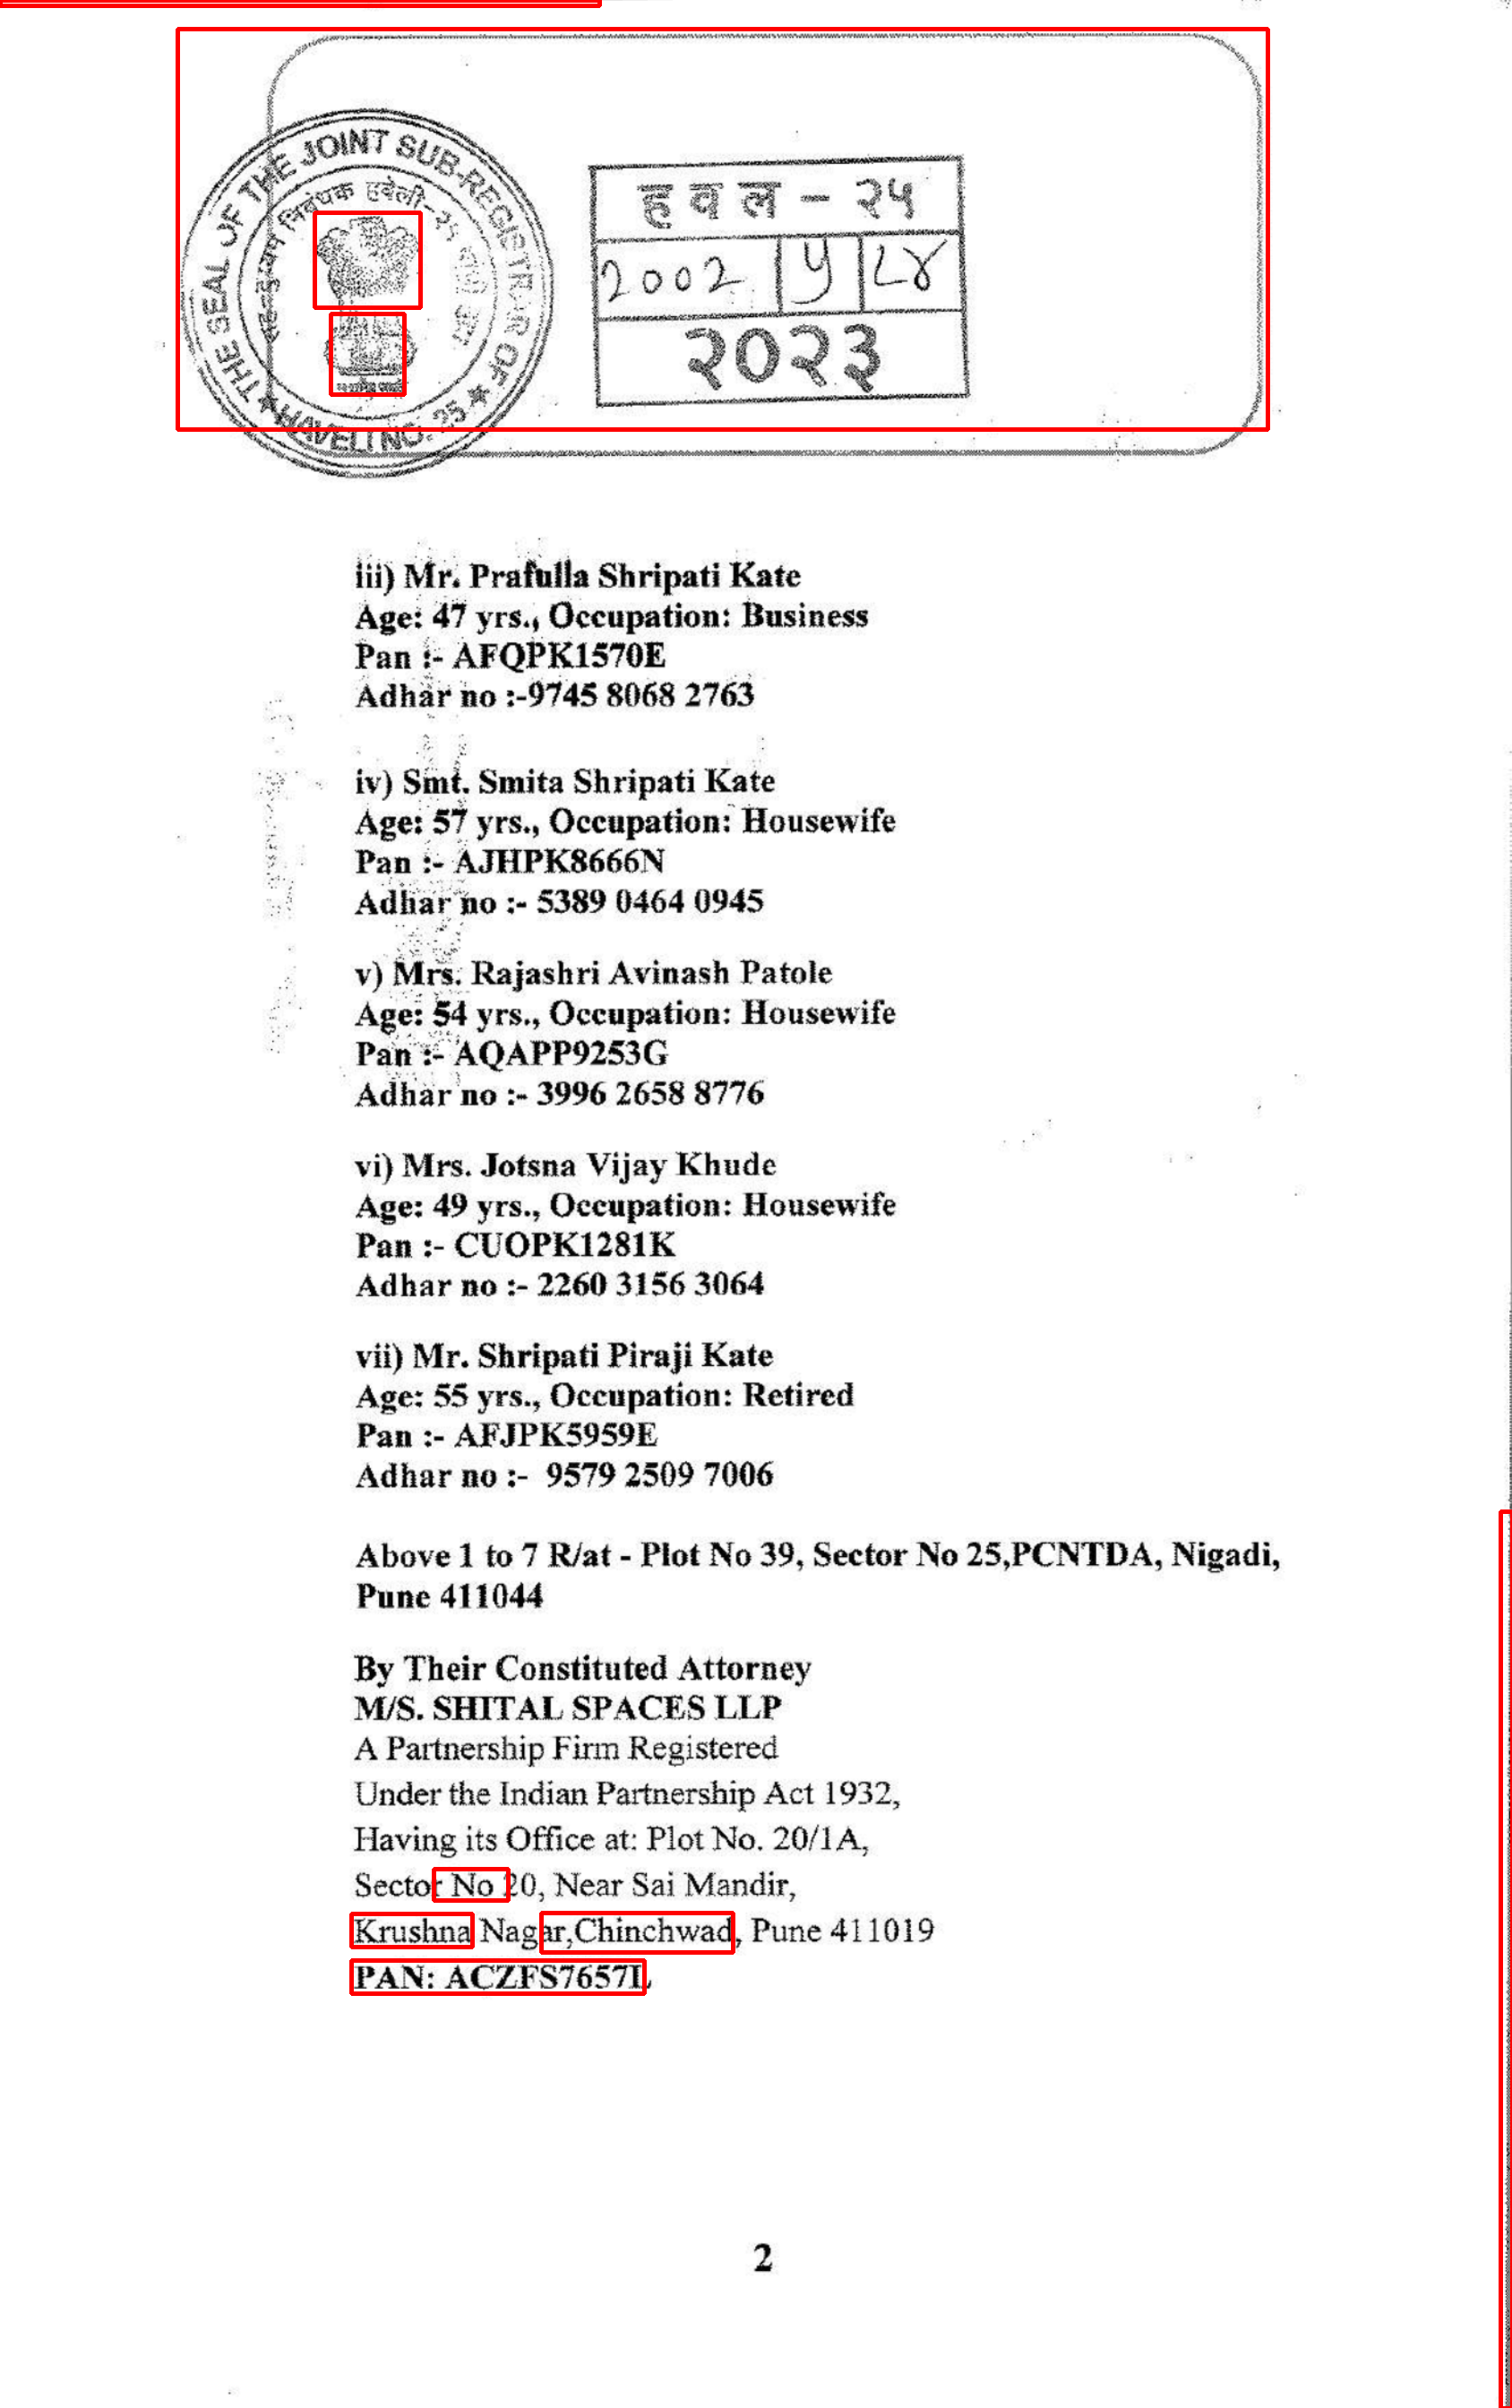 THE SEAL OF THE JOINT SUB-REGISTRAR OF
HAVELI NO. 25
हवल - २५
2002 | ५ | ८४
२०२३
iii) Mr. Prafulla Shripati Kate
Age: 47 yrs., Occupation: Business
Pan :- AFQPK1570E
Adhar no :-9745 8068 2763
iv) Smt. Smita Shripati Kate
Age: 57 yrs., Occupation: Housewife
Pan :- AJHPK8666N
Adhar no :- 5389 0464 0945
v) Mrs. Rajashri Avinash Patole
Age: 54 yrs., Occupation: Housewife
Pan :- AQAPP9253G
Adhar no :- 3996 2658 8776
vi) Mrs. Jotsna Vijay Khude
Age: 49 yrs., Occupation: Housewife
Pan :- CUOPK1281K
Adhar no :- 2260 3156 3064
vii) Mr. Shripati Piraji Kate
Age: 55 yrs., Occupation: Retired
Pan :- AFJPK5959E
Adhar no :- 9579 2509 7006
Above 1 to 7 R/at - Plot No 39, Sector No 25,PCNTDA, Nigadi,
Pune 411044
By Their Constituted Attorney
M/S. SHITAL SPACES LLP
A Partnership Firm Registered
Under the Indian Partnership Act 1932,
Having its Office at: Plot No. 20/1A,
Sector No 20, Near Sai Mandir,
Krushna Nagar,Chinchwad, Pune 411019
PAN: ACZFS7657L
2